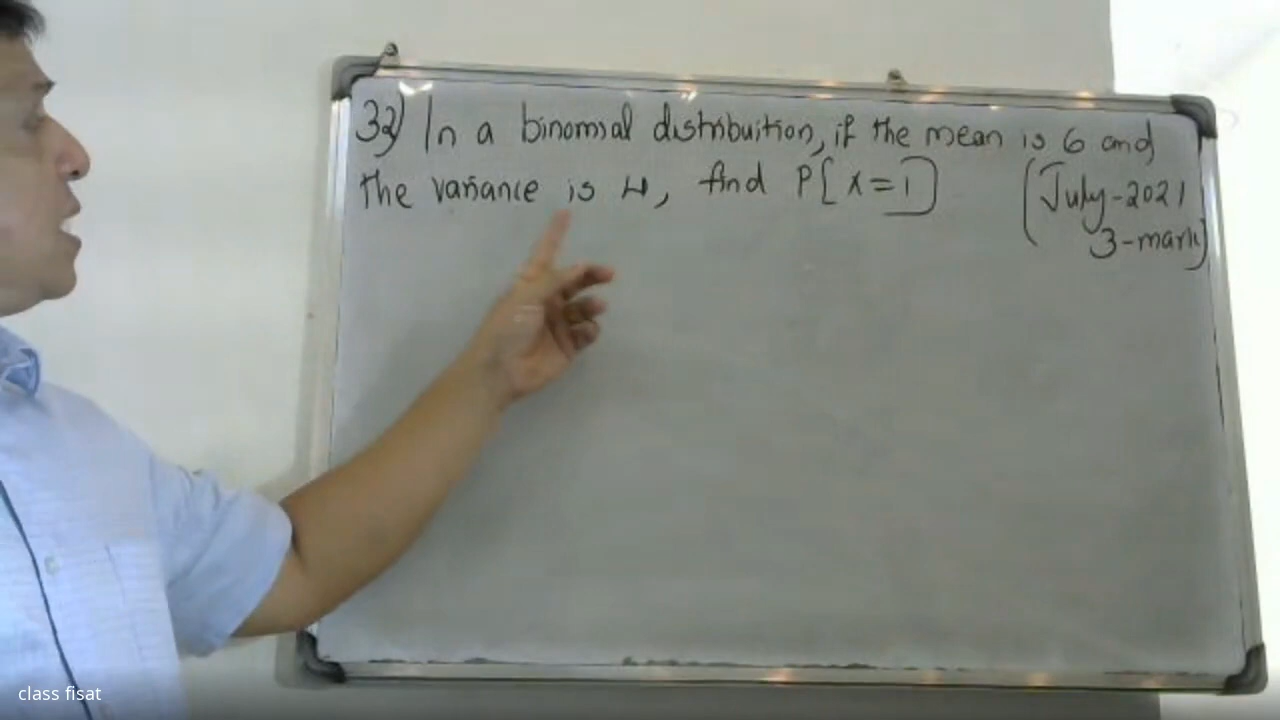 32) In a binomial distribuition, if the mean is 6 and
the variance is 4, find P[X=1]
(July-2021
3-mark)
class fisat